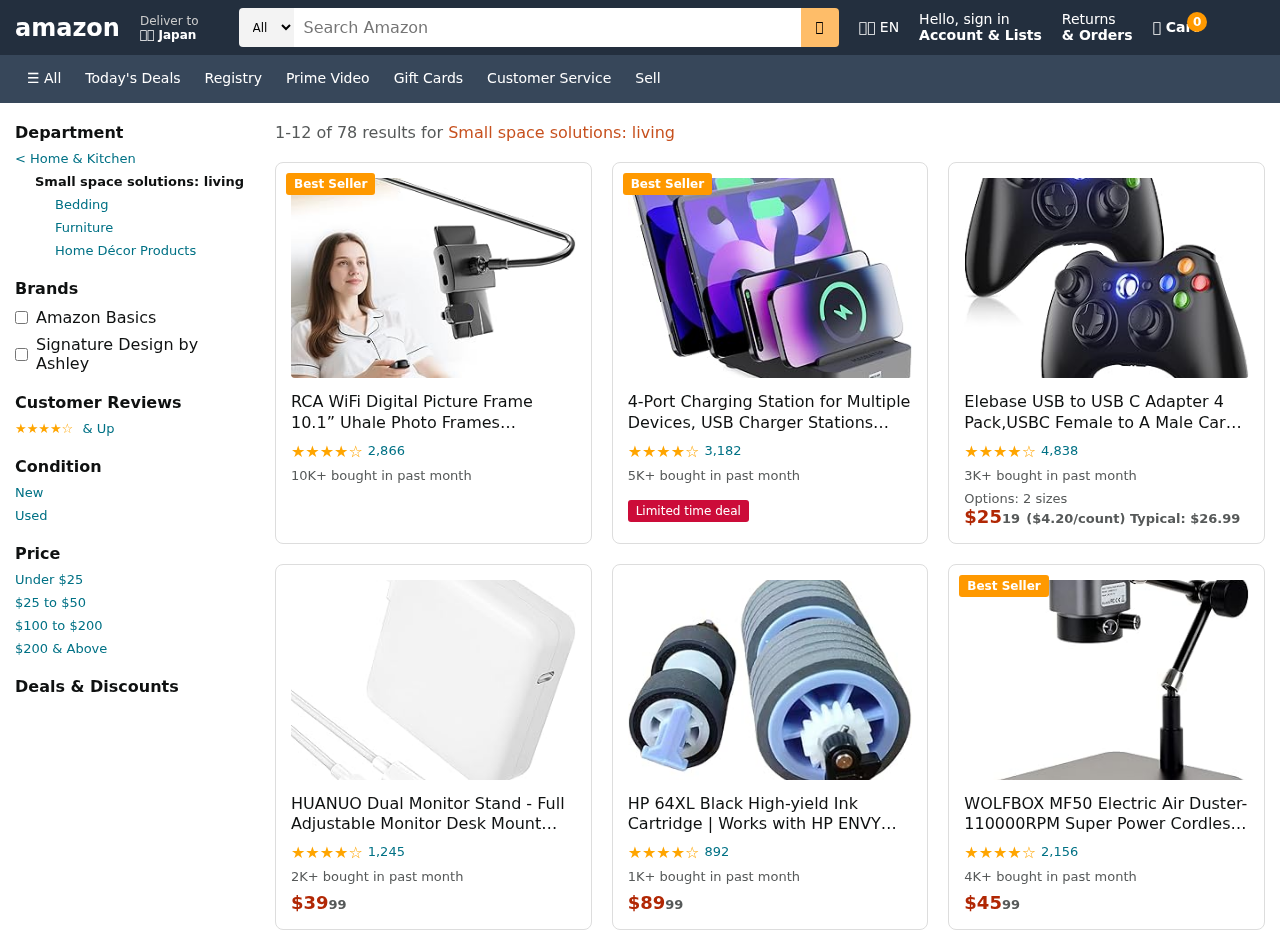 amazon
Deliver to
Japan
All
Search Amazon
EN
Hello, sign in
Account & Lists
Returns
& Orders
0
☰ All
Today's Deals
Registry
Prime Video
Gift Cards
Customer Service
Sell
Department
< Home & Kitchen
Small space solutions: living
Bedding
Furniture
Home Décor Products
Brands
Amazon Basics
Signature Design by
Ashley
Customer Reviews
★★★★☆ & Up
Condition
New
Used
Price
Under $25
$25 to $50
$100 to $200
$200 & Above
Deals & Discounts
1-12 of 78 results for Small space solutions: living
Best Seller
RCA WiFi Digital Picture Frame
10.1” Uhale Photo Frames…
★★★★☆ 2,866
10K+ bought in past month
Best Seller
4-Port Charging Station for Multiple
Devices, USB Charger Stations…
★★★★☆ 3,182
5K+ bought in past month
Limited time deal
Elebase USB to USB C Adapter 4
Pack,USBC Female to A Male Car…
★★★★☆ 4,838
3K+ bought in past month
Options: 2 sizes
$25 19 ($4.20/count) Typical: $26.99
HUANUO Dual Monitor Stand - Full
Adjustable Monitor Desk Mount…
★★★★☆ 1,245
2K+ bought in past month
$39 99
HP 64XL Black High-yield Ink
Cartridge | Works with HP ENVY…
★★★★☆ 892
1K+ bought in past month
$89 99
Best Seller
WOLFBOX MF50 Electric Air Duster-
110000RPM Super Power Cordles…
★★★★☆ 2,156
4K+ bought in past month
$45 99